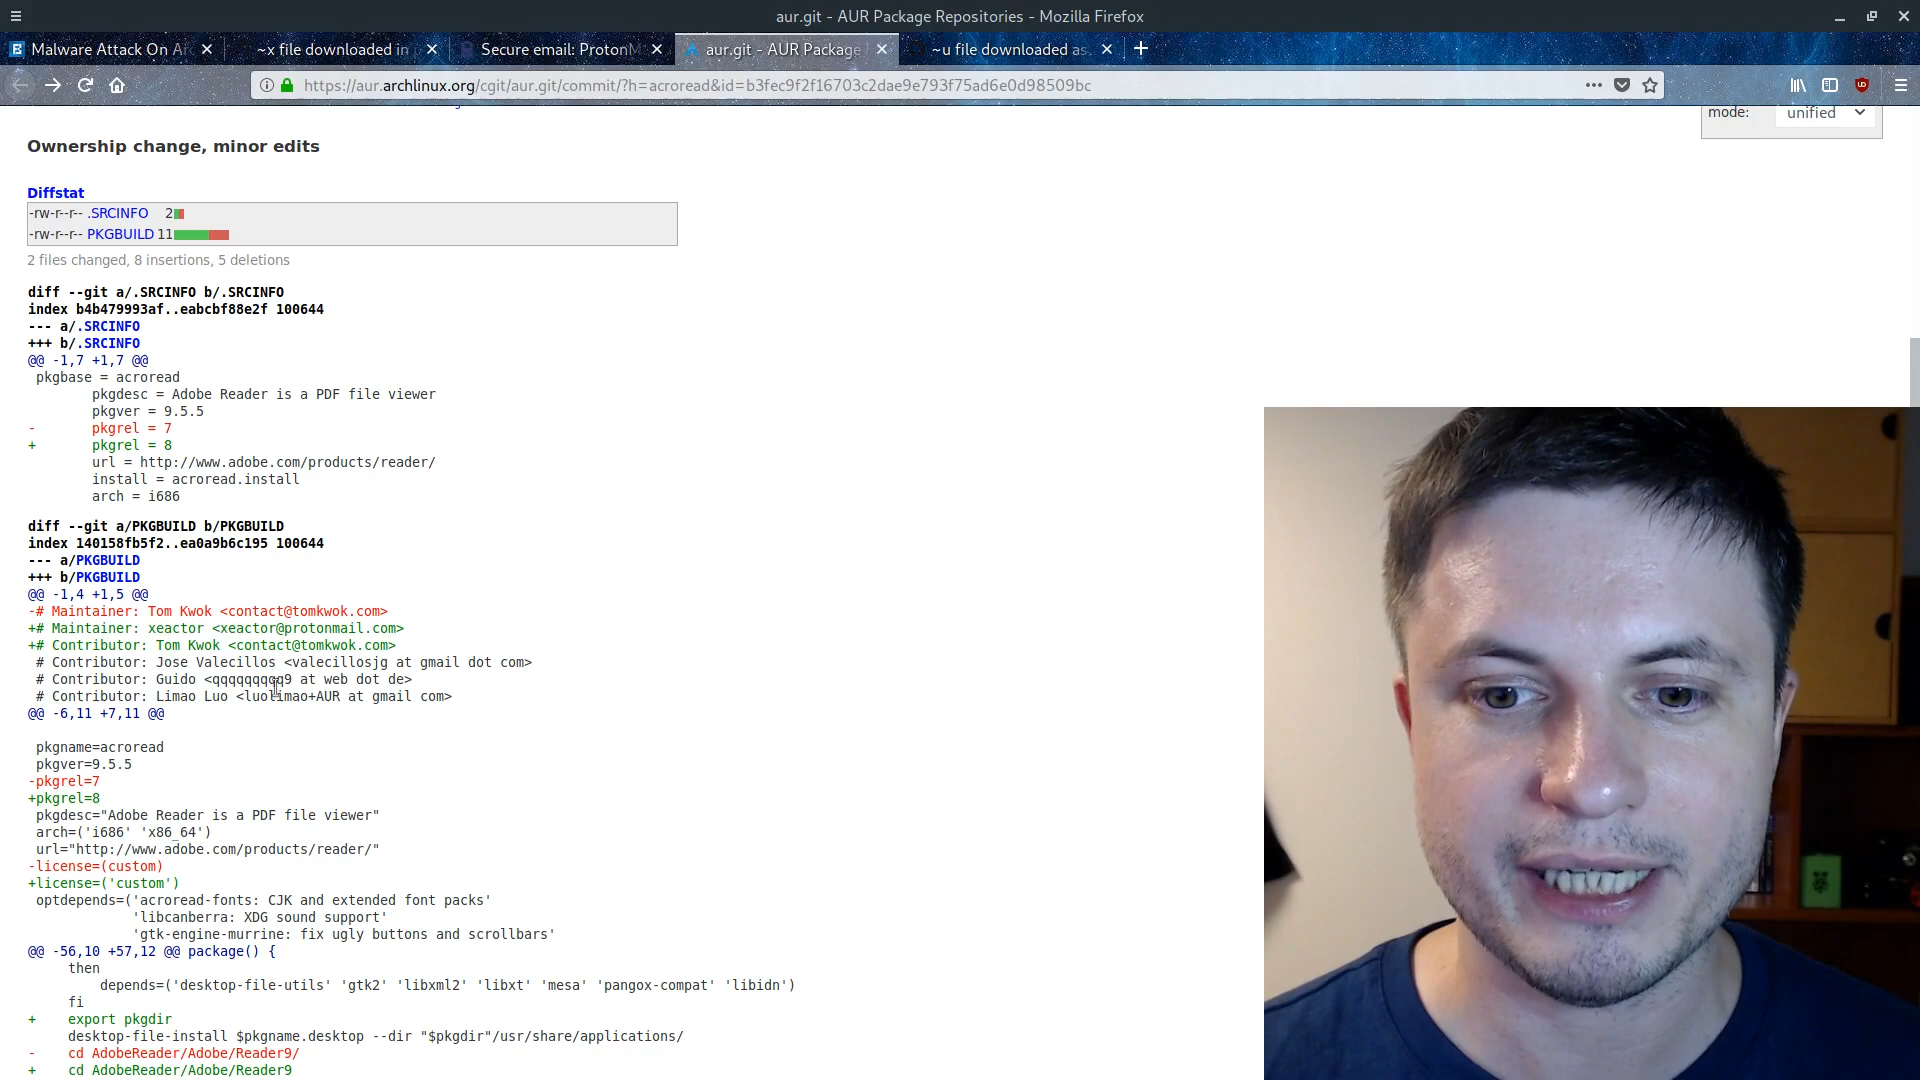 aur.git - AUR Package Repositories - Mozilla Firefox
Malware Attack On Ar
~x file downloaded in
Secure email: ProtonM
aur.git - AUR Package
~u file downloaded as
https://aur.archlinux.org/cgit/aur.git/commit/?h=acroread&id=b3fec9f2f16703c2dae9e793f75ad6e0d98509bc
mode: unified
Ownership change, minor edits
Diffstat
-rw-r--r-- .SRCINFO 2
-rw-r--r-- PKGBUILD 11
2 files changed, 8 insertions, 5 deletions
diff --git a/.SRCINFO b/.SRCINFO
index b4b479993af..eabcbf88e2f 100644
--- a/.SRCINFO
+++ b/.SRCINFO
@@ -1,7 +1,7 @@
pkgbase = acroread
pkgdesc = Adobe Reader is a PDF file viewer
pkgver = 9.5.5
- pkgrel = 7
+ pkgrel = 8
url = http://www.adobe.com/products/reader/
install = acroread.install
arch = i686
diff --git a/PKGBUILD b/PKGBUILD
index 140158fb5f2..ea0a9b6c195 100644
--- a/PKGBUILD
+++ b/PKGBUILD
@@ -1,4 +1,5 @@
-# Maintainer: Tom Kwok <contact@tomkwok.com>
+# Maintainer: xeactor <xeactor@protonmail.com>
+# Contributor: Tom Kwok <contact@tomkwok.com>
# Contributor: Jose Valecillos <valecillosjg at gmail dot com>
# Contributor: Guido <qqqqqqqqq9 at web dot de>
# Contributor: Limao Luo <luolimao+AUR at gmail com>
@@ -6,11 +7,11 @@
pkgname=acroread
pkgver=9.5.5
-pkgrel=7
+pkgrel=8
pkgdesc="Adobe Reader is a PDF file viewer"
arch=('i686' 'x86_64')
url="http://www.adobe.com/products/reader/"
-license=(custom)
+license=('custom')
optdepends=('acroread-fonts: CJK and extended font packs'
'libcanberra: XDG sound support'
'gtk-engine-murrine: fix ugly buttons and scrollbars'
@@ -56,10 +57,12 @@ package() {
then
depends=('desktop-file-utils' 'gtk2' 'libxml2' 'libxt' 'mesa' 'pangox-compat' 'libidn')
fi
+ export pkgdir
desktop-file-install $pkgname.desktop --dir "$pkgdir"/usr/share/applications/
- cd AdobeReader/Adobe/Reader9/
+ cd AdobeReader/Adobe/Reader9